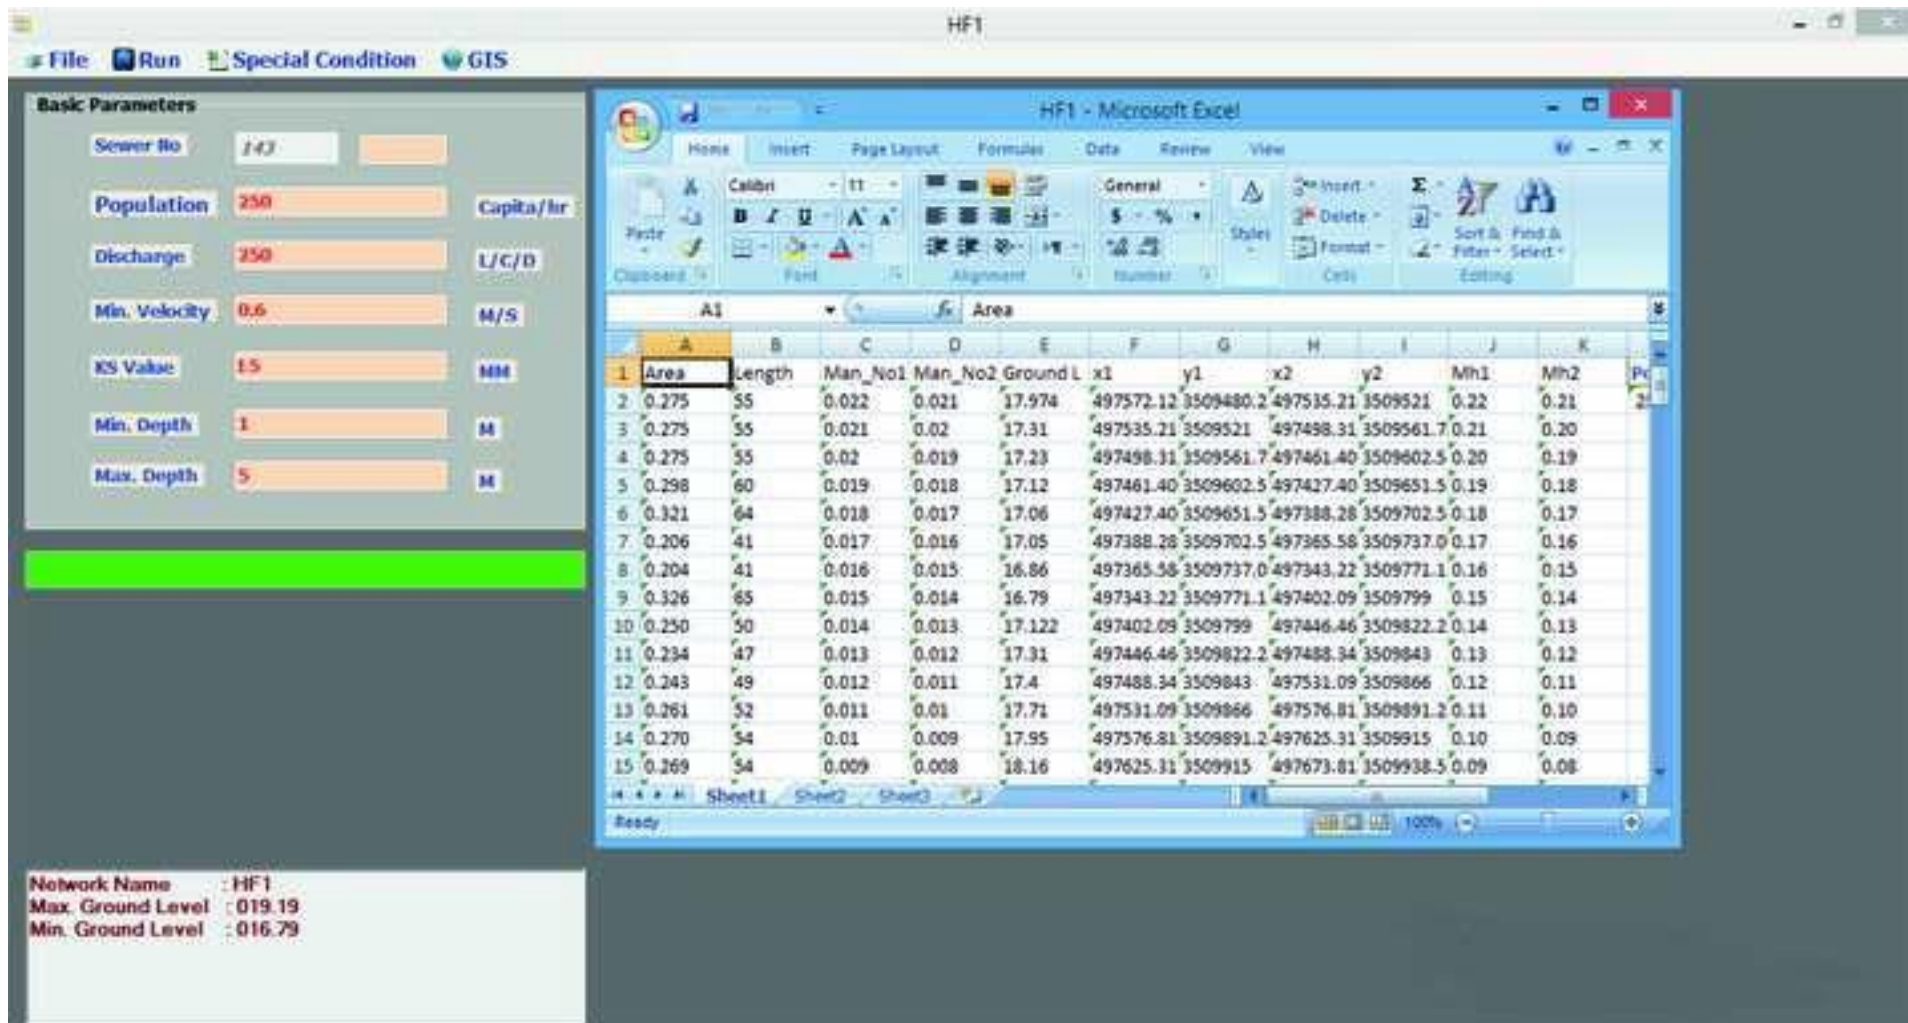 HF1
File Run Special Condition GIS
Basic Parameters
Sewer No 143
Population 250 Capita/hr
Discharge 250 L/C/D
Min. Velocity 0.6 M/S
KS Value 1.5 MM
Min. Depth 1 M
Max. Depth 5 M
Network Name : HF1
Max. Ground Level : 019.19
Min. Ground Level : 016.79
HF1 - Microsoft Excel
Home Insert Page Layout Formulas Data Review View
Calibri 11 General Insert Σ
B I U A A $ % Delete
Paste Styles Format Sort & Filter Find & Select
Clipboard Font Alignment Number Cells Editing
A1 fx Area
A B C D E F G H I J K
1 Area Length Man_No1 Man_No2 Ground L x1 y1 x2 y2 Mh1 Mh2
2 0.275 55 0.022 0.021 17.974 497572.12 3509480.2 497535.21 3509521 0.22 0.21
3 0.275 55 0.021 0.02 17.31 497535.21 3509521 497498.31 3509561.7 0.21 0.20
4 0.275 55 0.02 0.019 17.23 497498.31 3509561.7 497461.40 3509602.5 0.20 0.19
5 0.298 60 0.019 0.018 17.12 497461.40 3509602.5 497427.40 3509651.5 0.19 0.18
6 0.321 64 0.018 0.017 17.06 497427.40 3509651.5 497388.28 3509702.5 0.18 0.17
7 0.206 41 0.017 0.016 17.05 497388.28 3509702.5 497365.58 3509737.0 0.17 0.16
8 0.204 41 0.016 0.015 16.86 497365.58 3509737.0 497343.22 3509771.1 0.16 0.15
9 0.326 65 0.015 0.014 16.79 497343.22 3509771.1 497402.09 3509799 0.15 0.14
10 0.250 50 0.014 0.013 17.122 497402.09 3509799 497446.46 3509822.2 0.14 0.13
11 0.234 47 0.013 0.012 17.31 497446.46 3509822.2 497488.34 3509843 0.13 0.12
12 0.243 49 0.012 0.011 17.4 497488.34 3509843 497531.09 3509866 0.12 0.11
13 0.261 52 0.011 0.01 17.71 497531.09 3509866 497576.81 3509891.2 0.11 0.10
14 0.270 54 0.01 0.009 17.95 497576.81 3509891.2 497625.31 3509915 0.10 0.09
15 0.269 54 0.009 0.008 18.16 497625.31 3509915 497673.81 3509938.5 0.09 0.08
Sheet1 Sheet2 Sheet3
Ready 100%